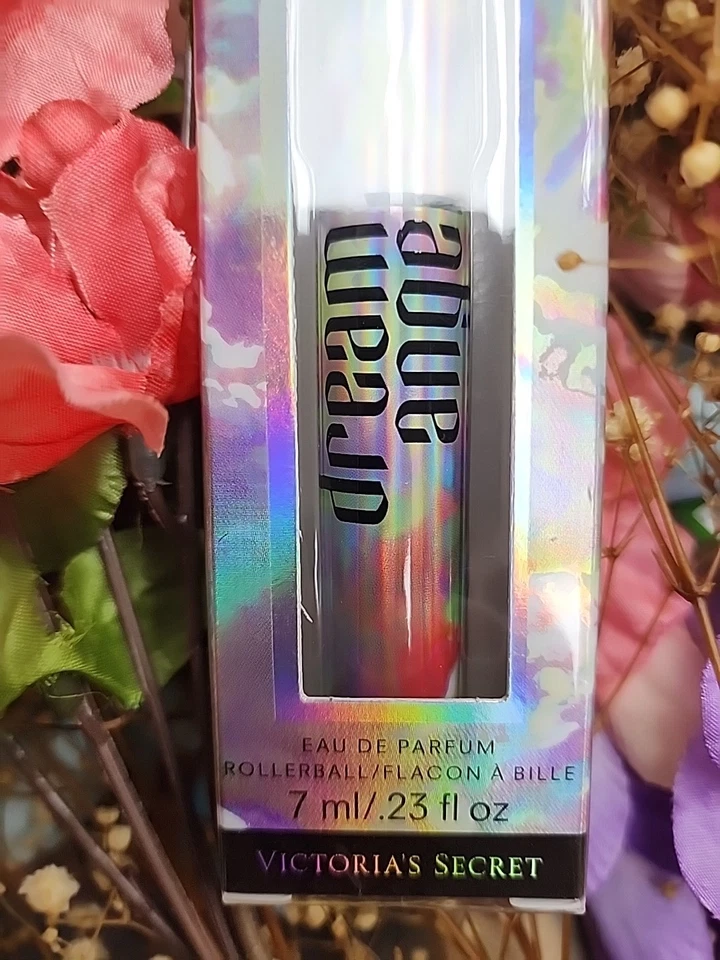 dream
angel
EAU DE PARFUM
ROLLERBALL/FLACON À BILLE
7 ml/.23 fl oz
VICTORIA'S SECRET